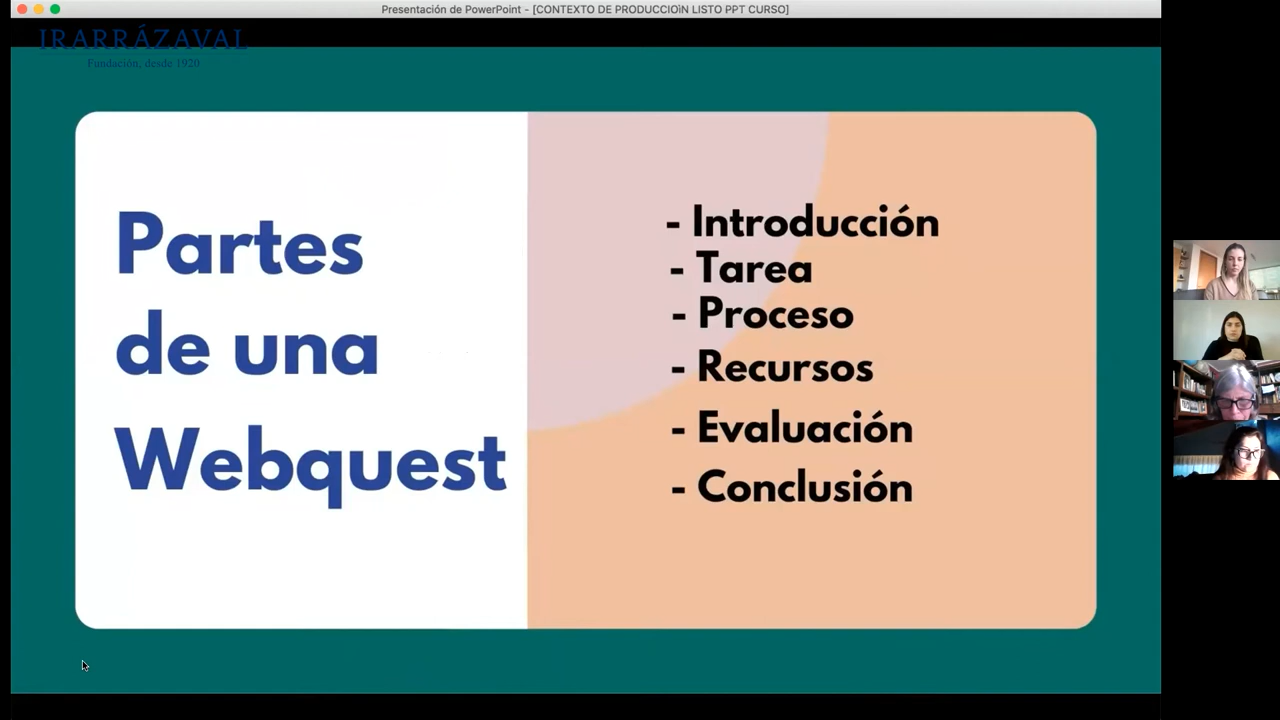 Presentación de PowerPoint - [CONTEXTO DE PRODUCCIOìN LISTO PPT CURSO]
IRARRÁZAVAL
Fundación, desde 1920
Partes
de una
Webquest
- Introducción
- Tarea
- Proceso
- Recursos
- Evaluación
- Conclusión